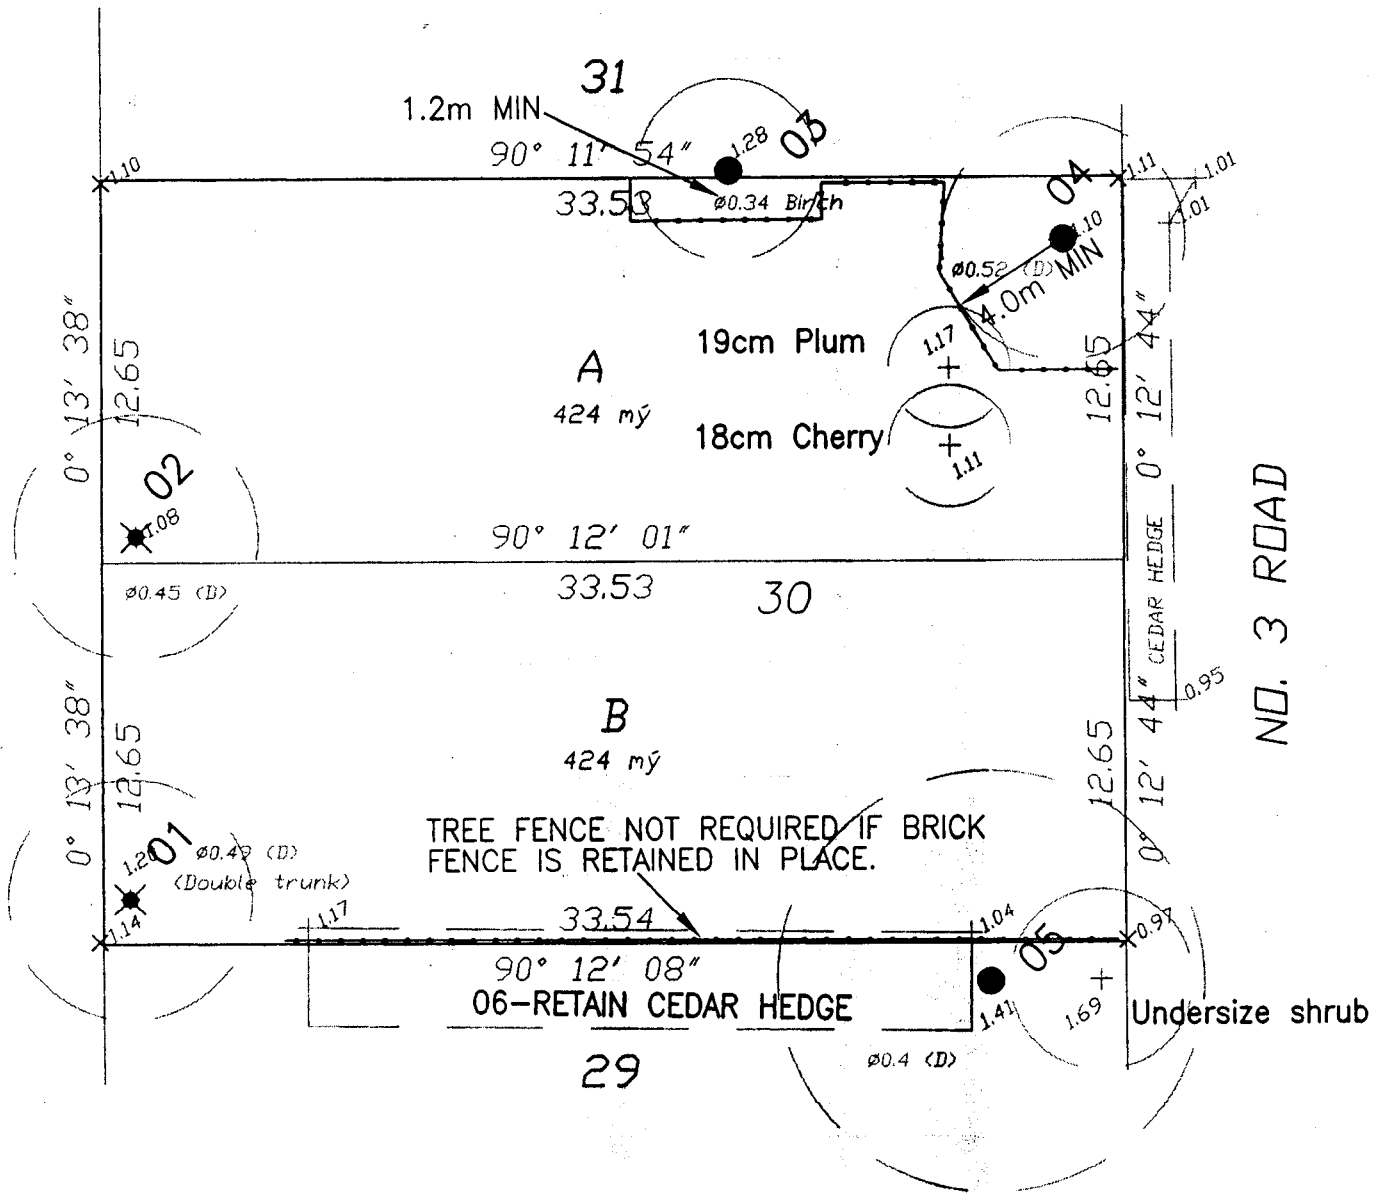 31
1.2m MIN
90° 11' 54"
1.28
03
1.10
33.53
ø0.34 Birch
04
1.11
1.01
1.01
1.10
ø0.52 (D)
4.0m MIN
0° 13' 38"
12.65
19cm Plum
1.17
A
424 mý
18cm Cherry
1.11
12.65
0° 12' 44"
02
1.08
90° 12' 01"
33.53
30
ø0.45 (D)
CEDAR HEDGE
NO. 3 ROAD
0.95
0° 13' 38"
12.65
B
424 mý
12.65
0° 12' 44"
TREE FENCE NOT REQUIRED IF BRICK
FENCE IS RETAINED IN PLACE.
01
1.20
(D)
(Double trunk)
1.14
1.17
33.54
1.04
0.97
05
90° 12' 08"
06-RETAIN CEDAR HEDGE
1.41
1.69
Undersize shrub
ø0.4 (D)
29